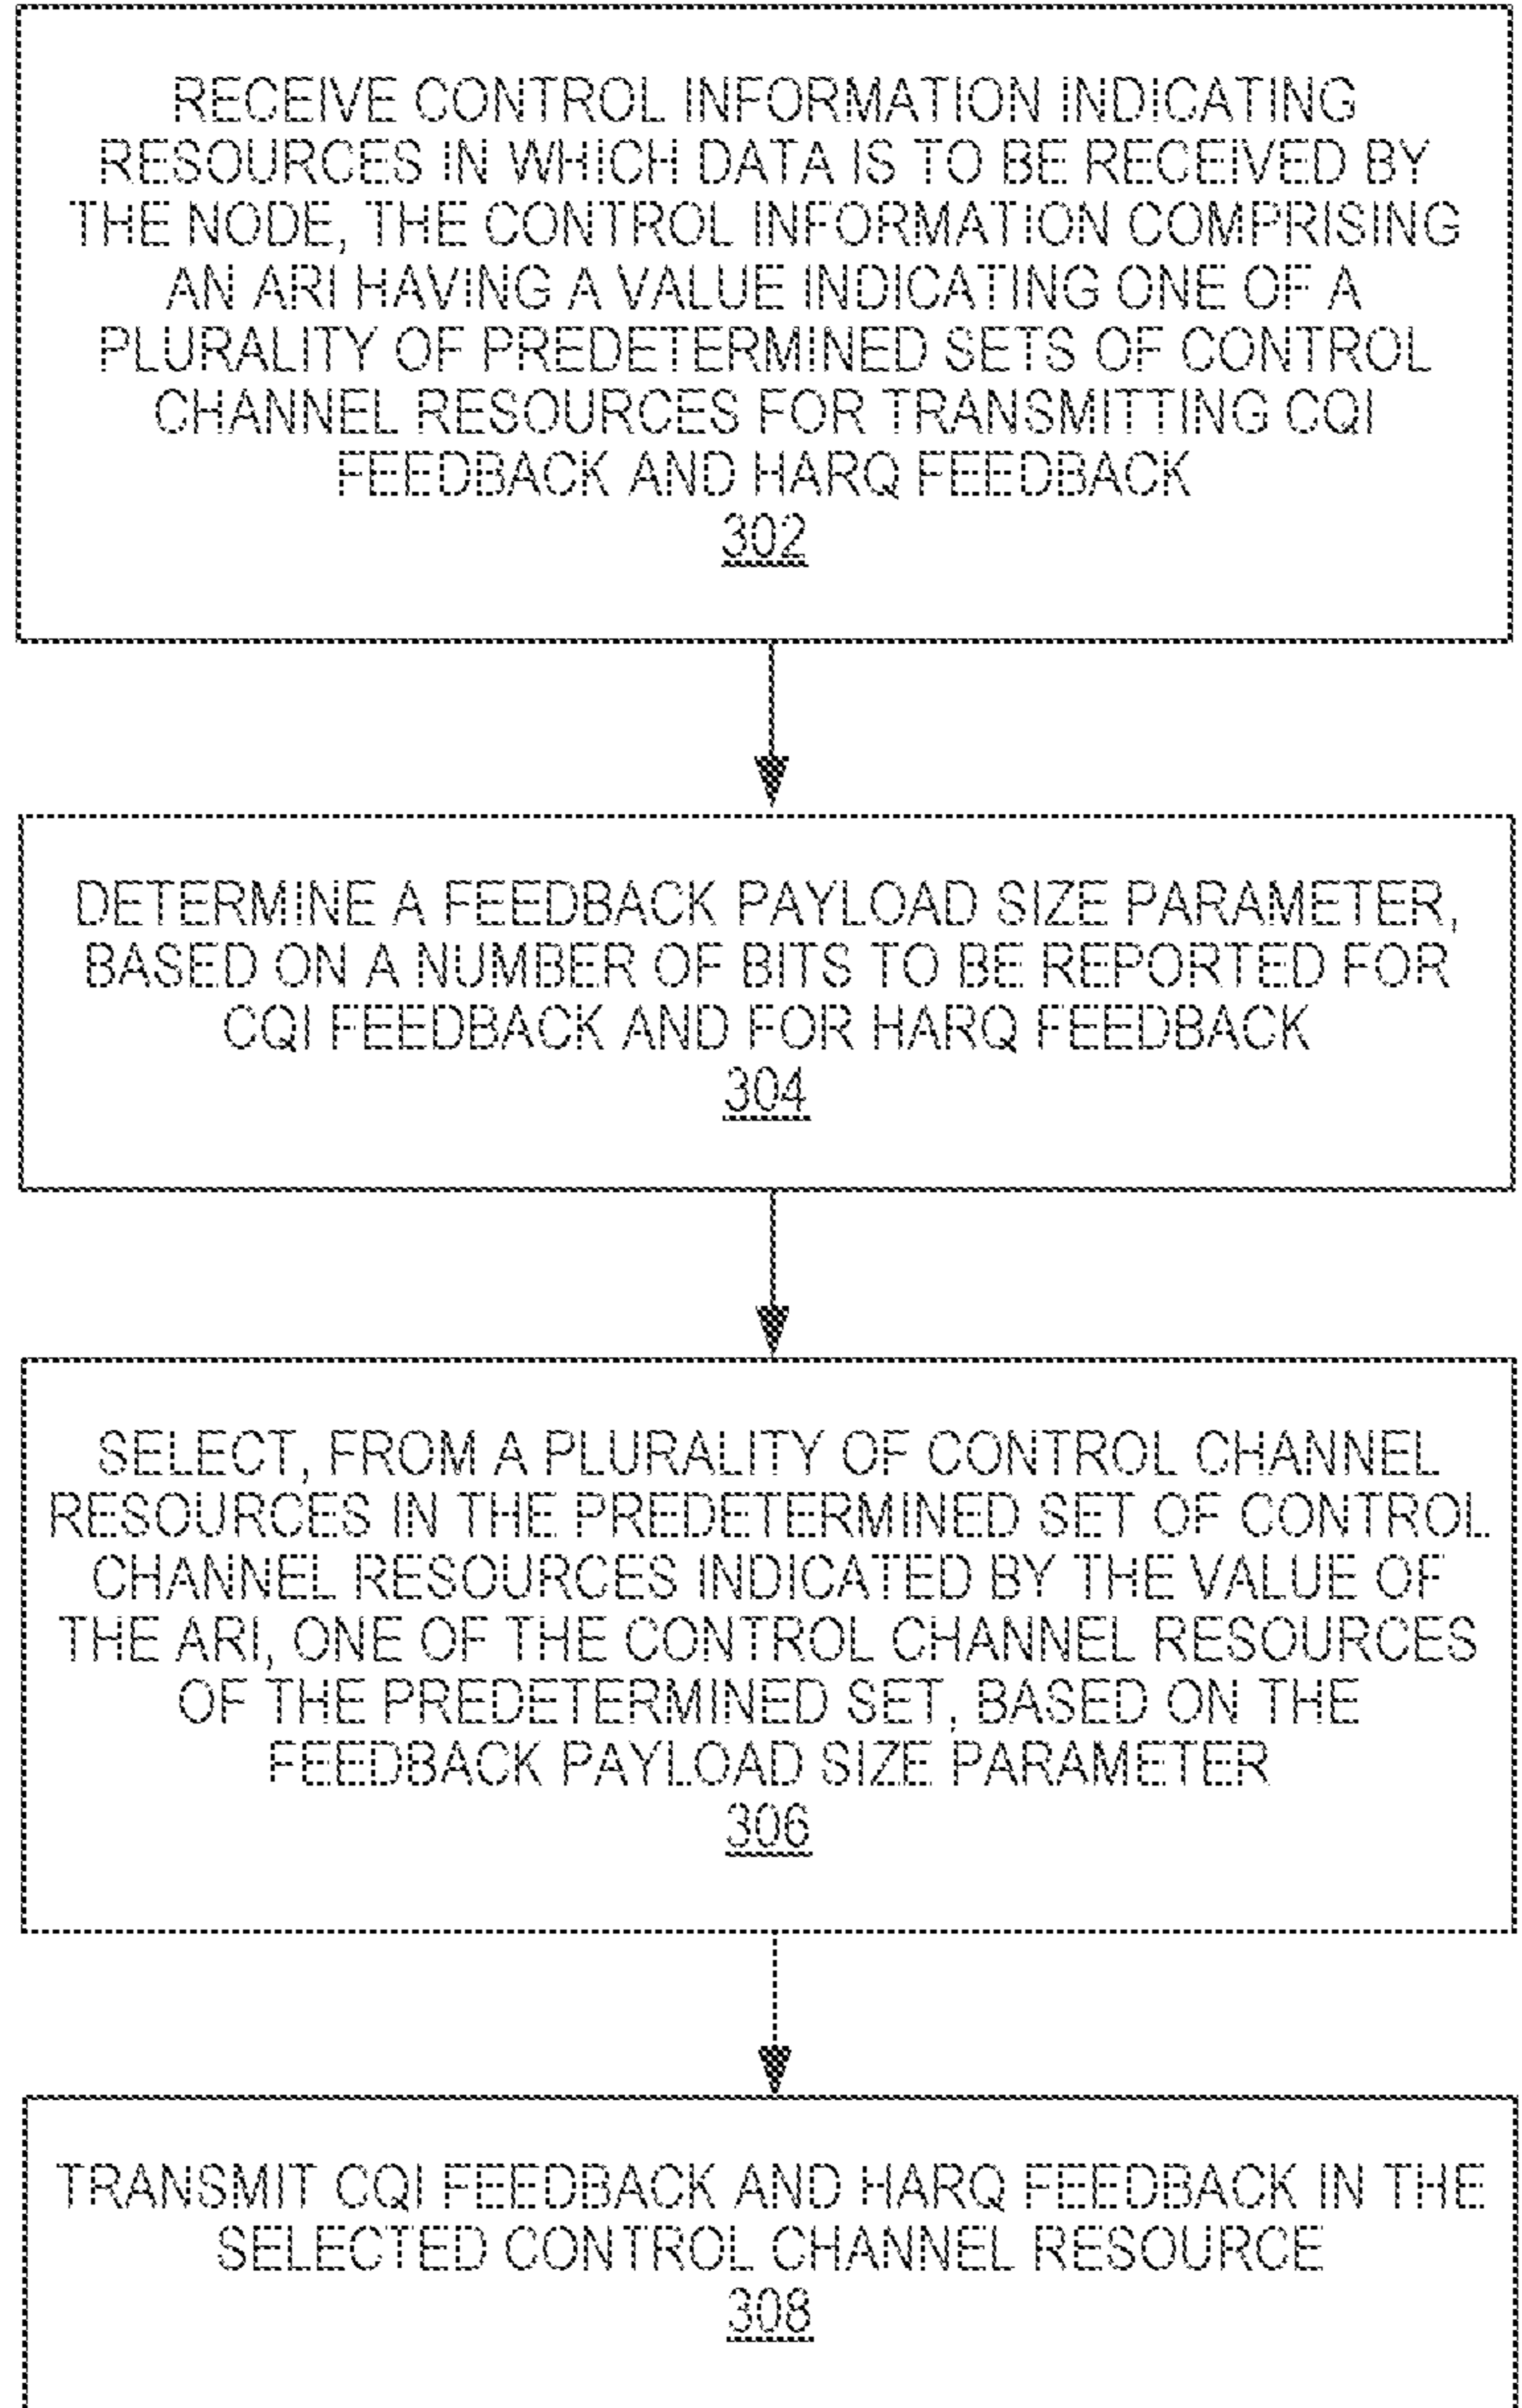 RECEIVE CONTROL INFORMATION INDICATING
RESOURCES IN WHICH DATA IS TO BE RECEIVED BY
THE NODE, THE CONTROL INFORMATION COMPRISING
AN ARI HAVING A VALUE INDICATING ONE OF A
PLURALITY OF PREDETERMINED SETS OF CONTROL
CHANNEL RESOURCES FOR TRANSMITTING CQI
FEEDBACK AND HARQ FEEDBACK
302
DETERMINE A FEEDBACK PAYLOAD SIZE PARAMETER,
BASED ON A NUMBER OF BITS TO BE REPORTED FOR
CQI FEEDBACK AND FOR HARQ FEEDBACK
304
SELECT, FROM A PLURALITY OF CONTROL CHANNEL
RESOURCES IN THE PREDETERMINED SET OF CONTROL
CHANNEL RESOURCES INDICATED BY THE VALUE OF
THE ARI, ONE OF THE CONTROL CHANNEL RESOURCES
OF THE PREDETERMINED SET, BASED ON THE
FEEDBACK PAYLOAD SIZE PARAMETER
306
TRANSMIT CQI FEEDBACK AND HARQ FEEDBACK IN THE
SELECTED CONTROL CHANNEL RESOURCE
308